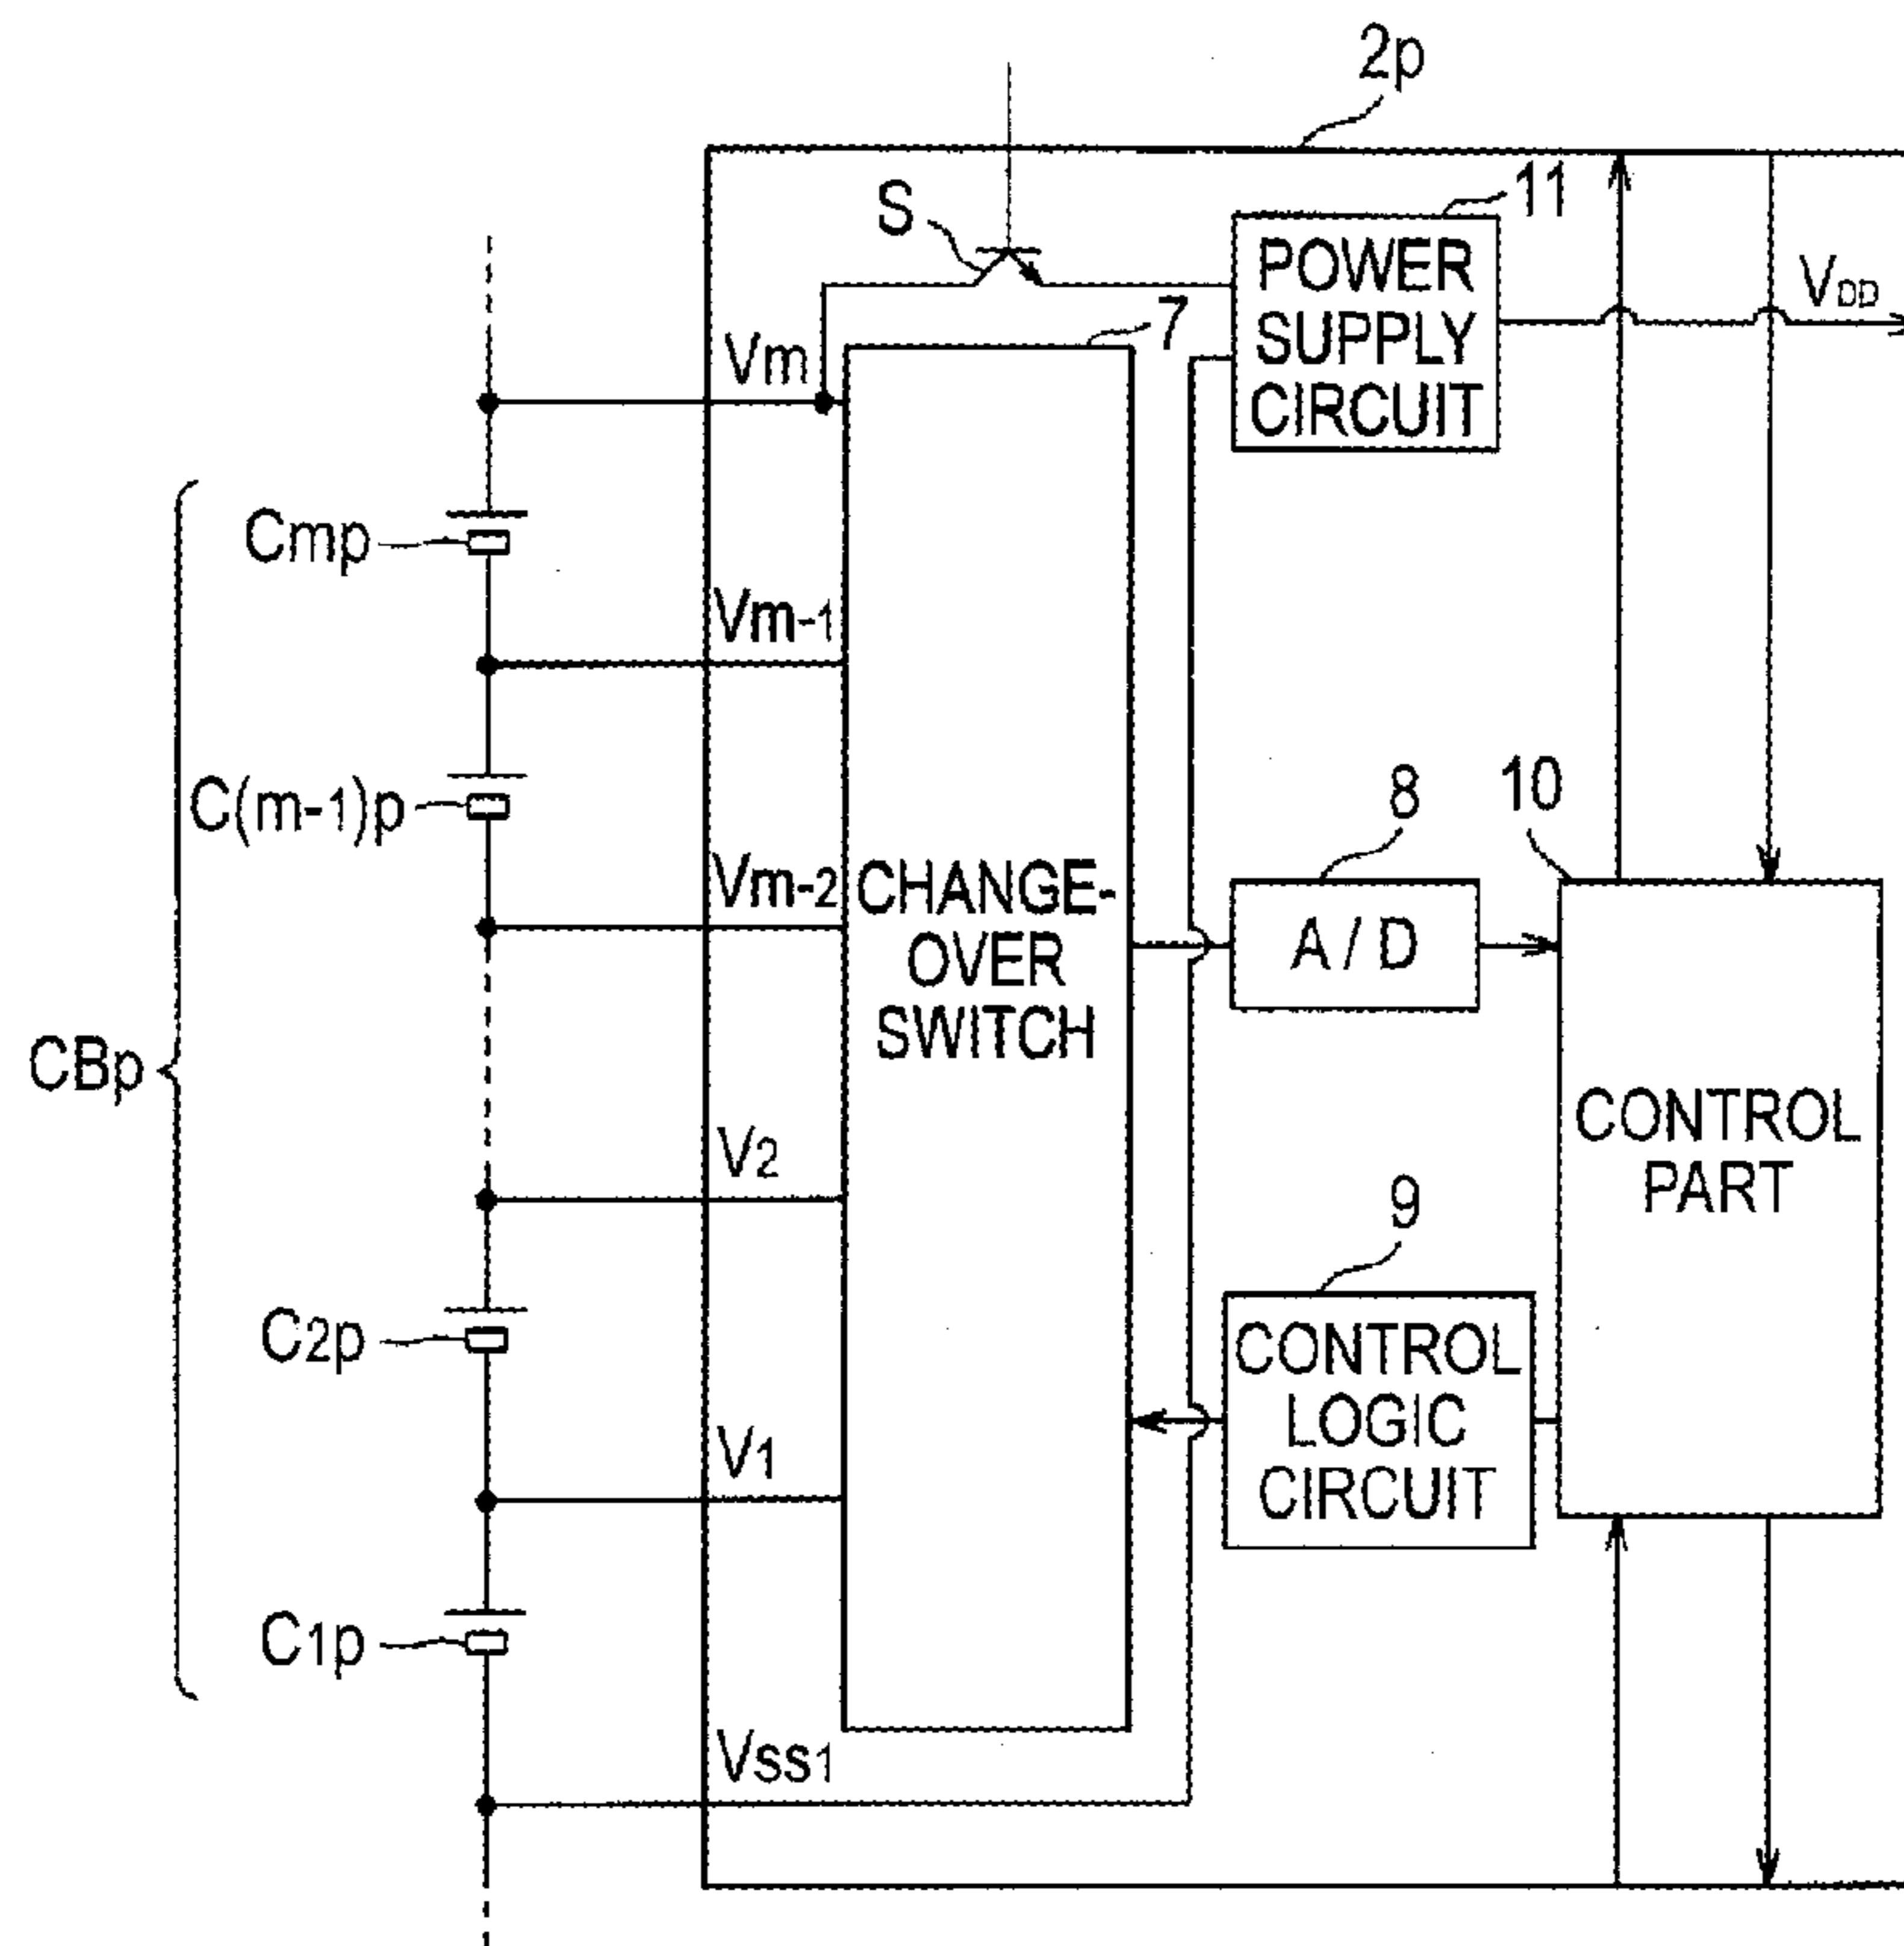 2p
11
S
POWER
SUPPLY
CIRCUIT
VDD
7
Vm
Cmp
Vm-1
C(m-1)p
Vm-2
8
10
CHANGE-
OVER
SWITCH
A / D
CBp
CONTROL
PART
V2
9
C2p
CONTROL
LOGIC
CIRCUIT
V1
C1p
Vss1